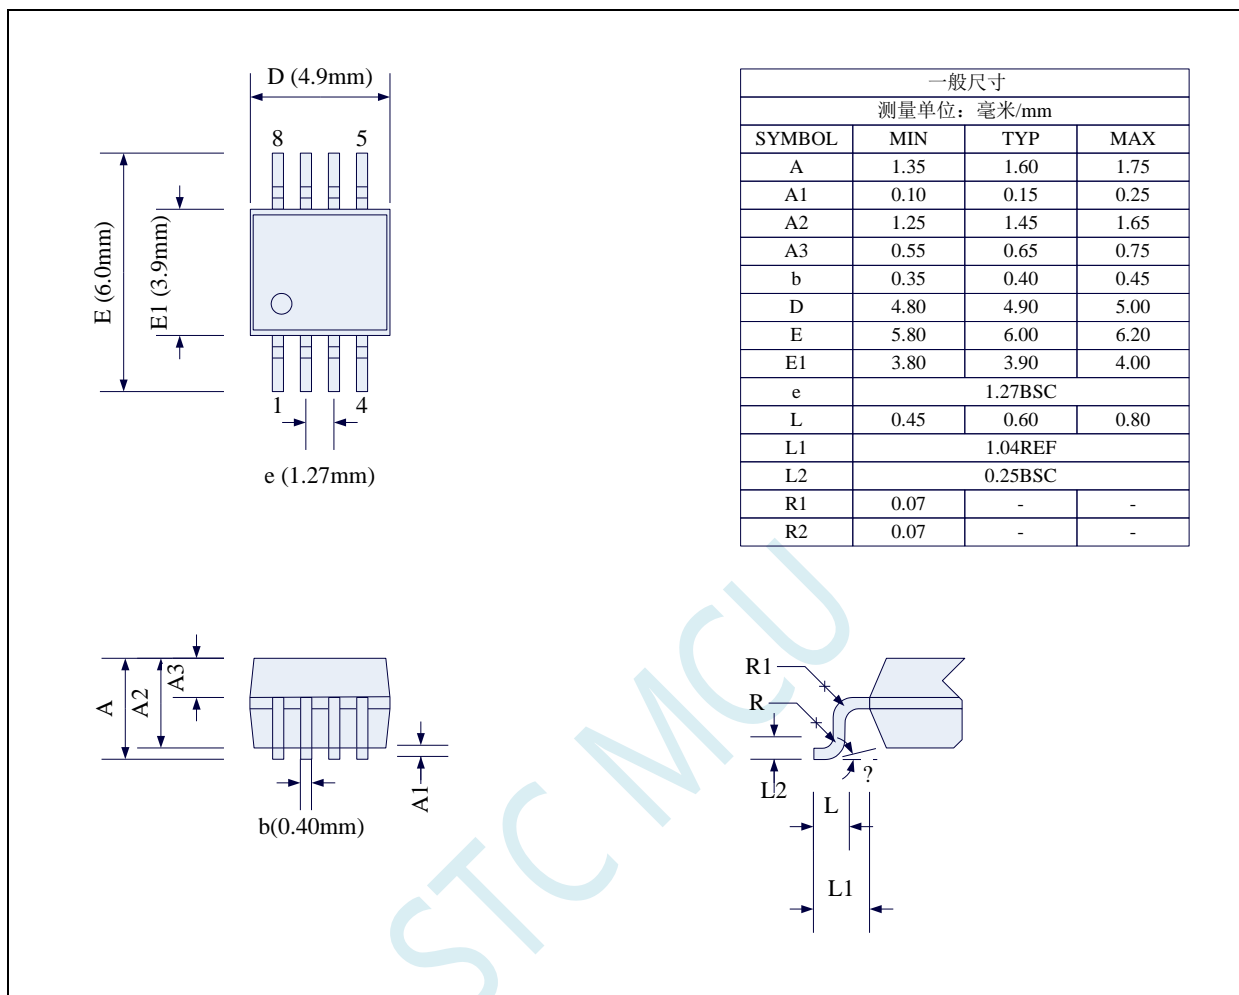 D (4.9mm)
8 5
E (6.0mm)
E1 (3.9mm)
1 4
e (1.27mm)
一般尺寸
测量单位：毫米/mm
SYMBOL MIN TYP MAX
A 1.35 1.60 1.75
A1 0.10 0.15 0.25
A2 1.25 1.45 1.65
A3 0.55 0.65 0.75
b 0.35 0.40 0.45
D 4.80 4.90 5.00
E 5.80 6.00 6.20
E1 3.80 3.90 4.00
e 1.27BSC
L 0.45 0.60 0.80
L1 1.04REF
L2 0.25BSC
R1 0.07 - -
R2 0.07 - -
A
A2
A3
A1
b(0.40mm)
R1
R
L2
?
L
L1
STC MCU